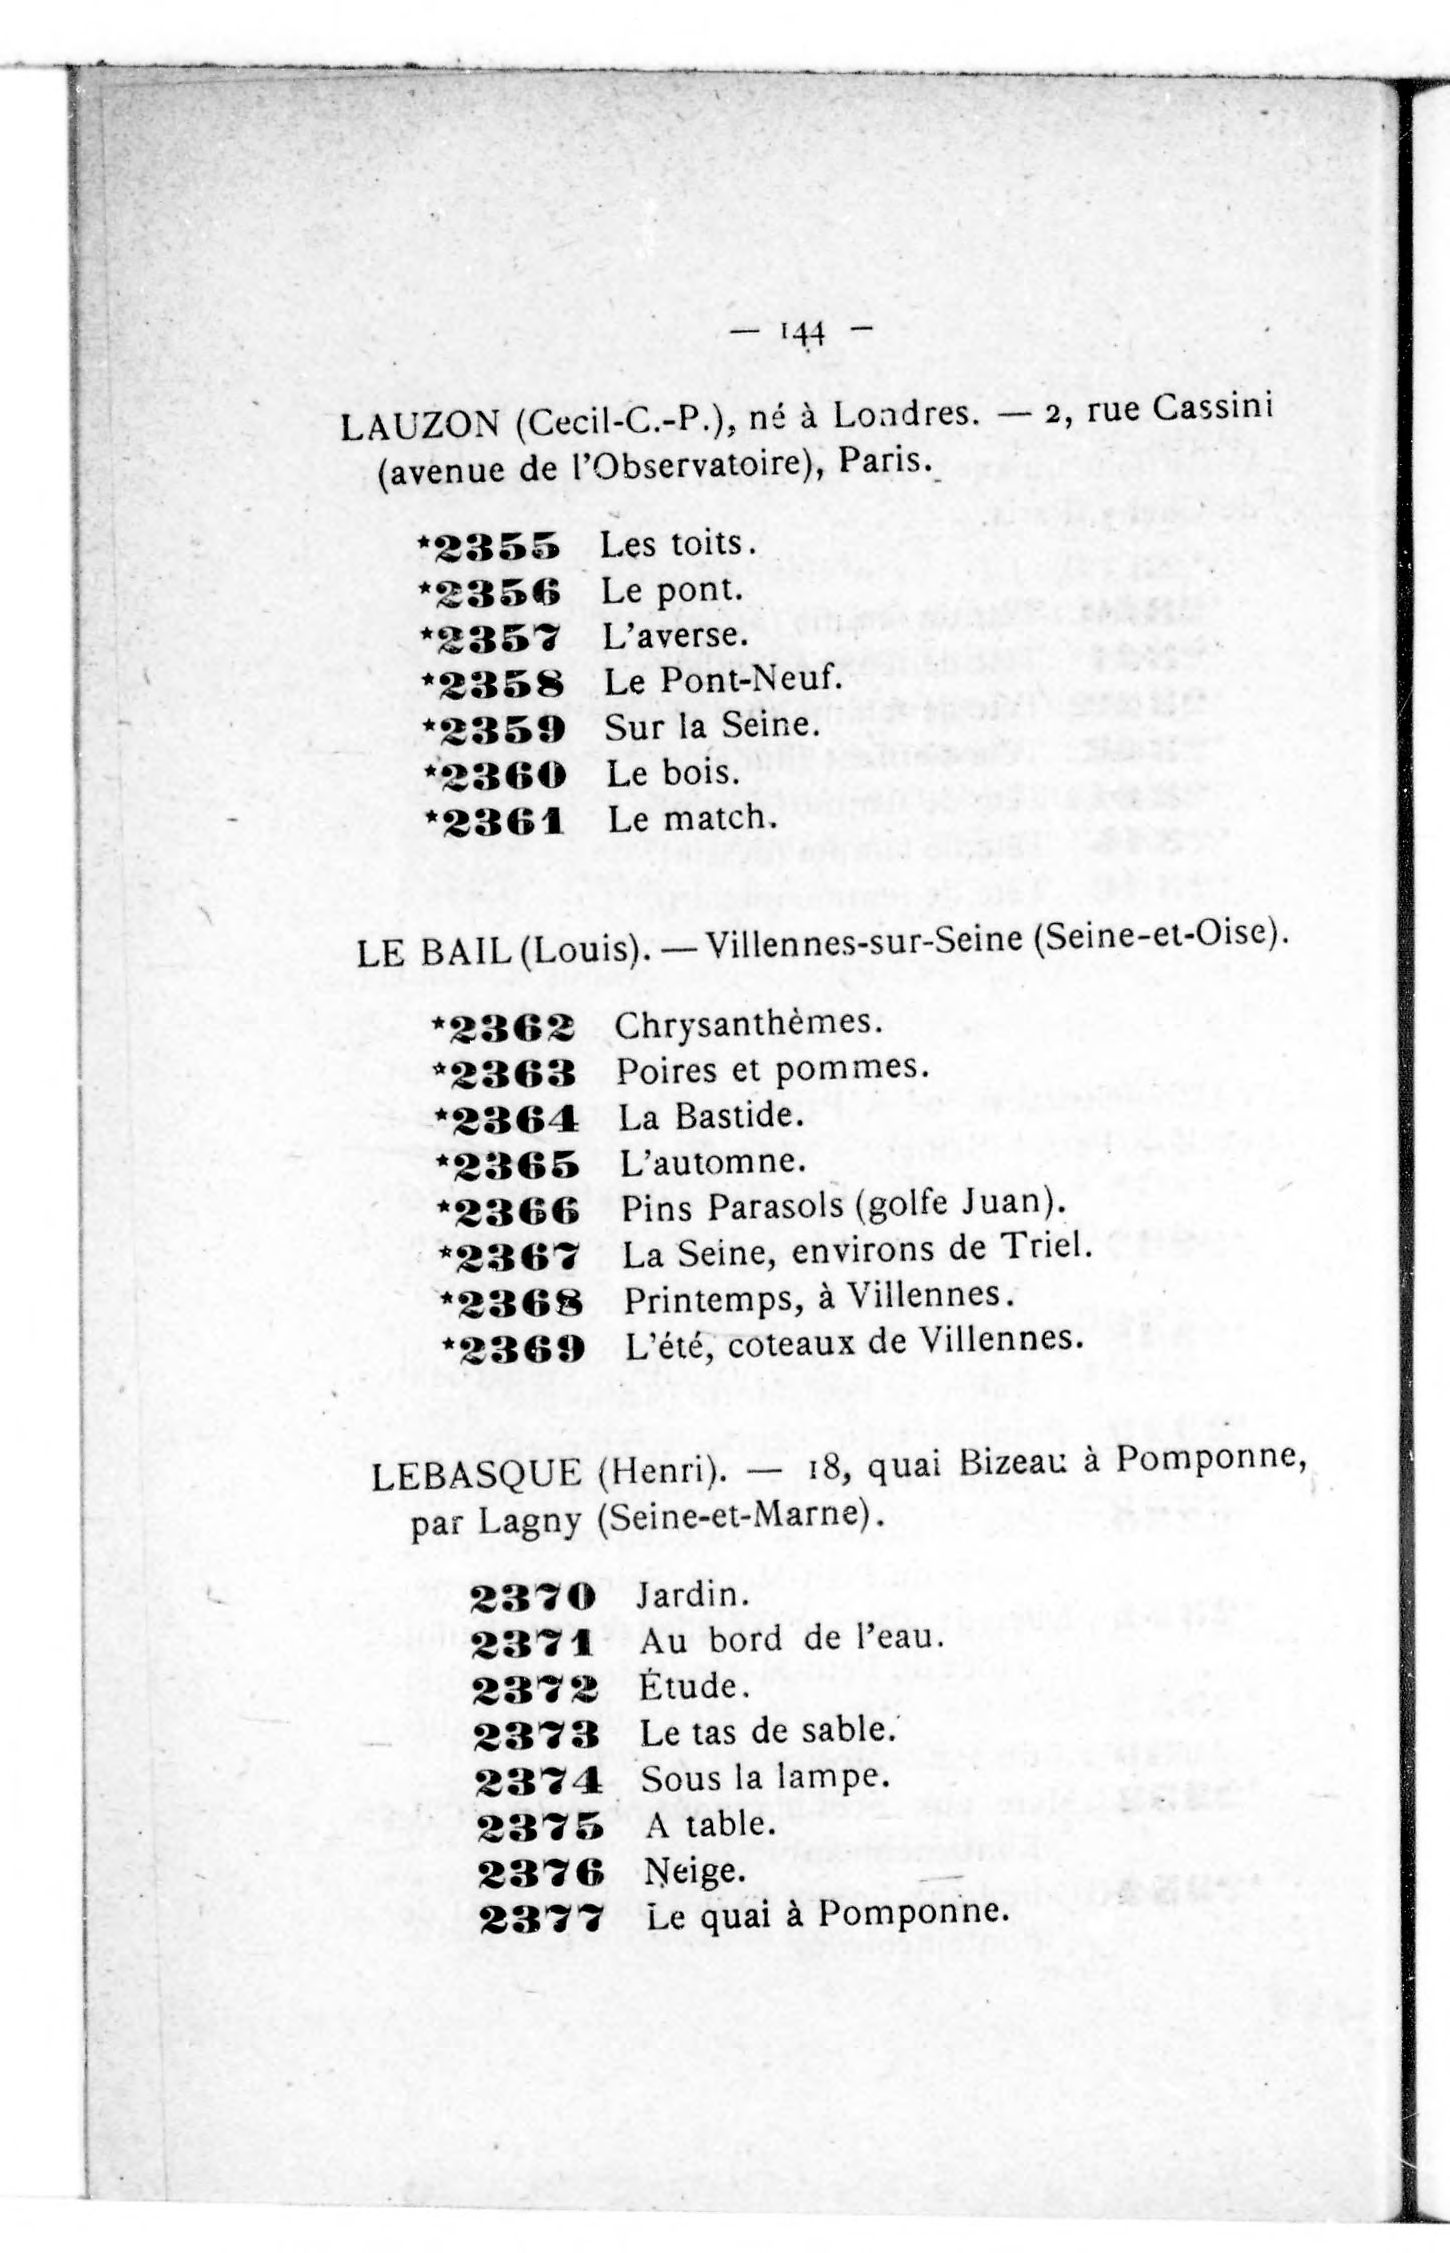 — 144 —
LAUZON (Cecil-C.-P.), né à Londres. — 2, rue Cassini
(avenue de l'Observatoire), Paris.
*2355 Les toits.
*2356 Le pont.
*2357 L'averse.
*2358 Le Pont-Neuf.
*2359 Sur la Seine.
*2360 Le bois.
*2361 Le match.
LE BAIL (Louis). — Villennes-sur-Seine (Seine-et-Oise).
*2362 Chrysanthèmes.
*2363 Poires et pommes.
*2364 La Bastide.
*2365 L'automne.
*2366 Pins Parasols (golfe Juan).
*2367 La Seine, environs de Triel.
*2368 Printemps, à Villennes.
*2369 L'été, coteaux de Villennes.
LEBASQUE (Henri). — 18, quai Bizeau à Pomponne,
par Lagny (Seine-et-Marne).
2370 Jardin.
2371 Au bord de l'eau.
2372 Étude.
2373 Le tas de sable.
2374 Sous la lampe.
2375 A table.
2376 Neige.
2377 Le quai à Pomponne.